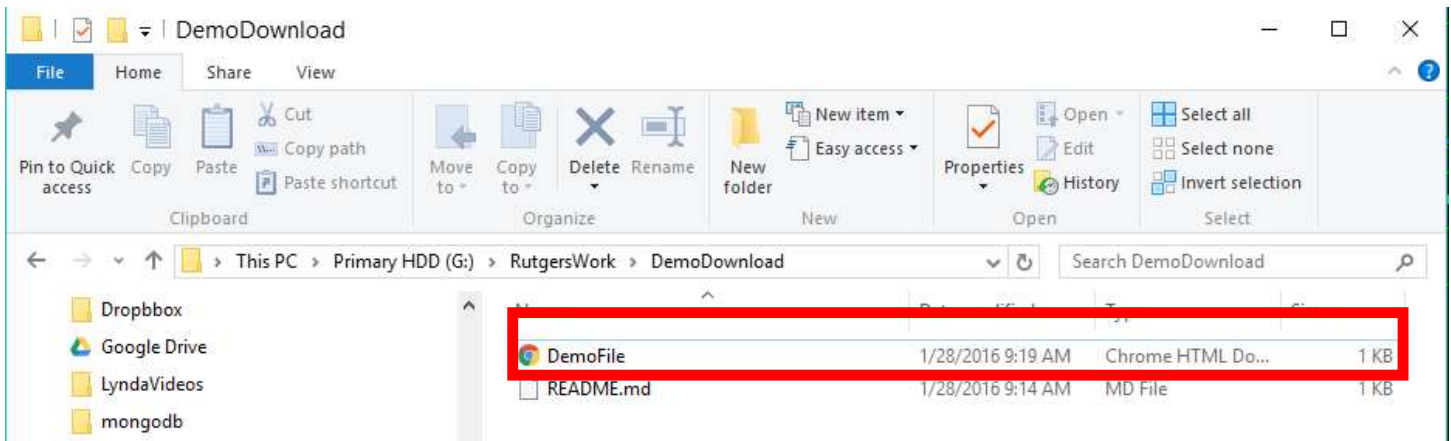 DemoDownload
File Home Share View
Pin to Quick access
Copy
Paste
Cut
Copy path
Paste shortcut
Clipboard
Move to
Copy to
Delete
Rename
Organize
New folder
New item
Easy access
New
Properties
Open
Edit
History
Open
Select all
Select none
Invert selection
Select
This PC > Primary HDD (G:) > RutgersWork > DemoDownload
Search DemoDownload
Dropbbox
Google Drive
LyndaVideos
mongodb
DemoFile 1/28/2016 9:19 AM Chrome HTML Do... 1 KB
README.md 1/28/2016 9:14 AM MD File 1 KB